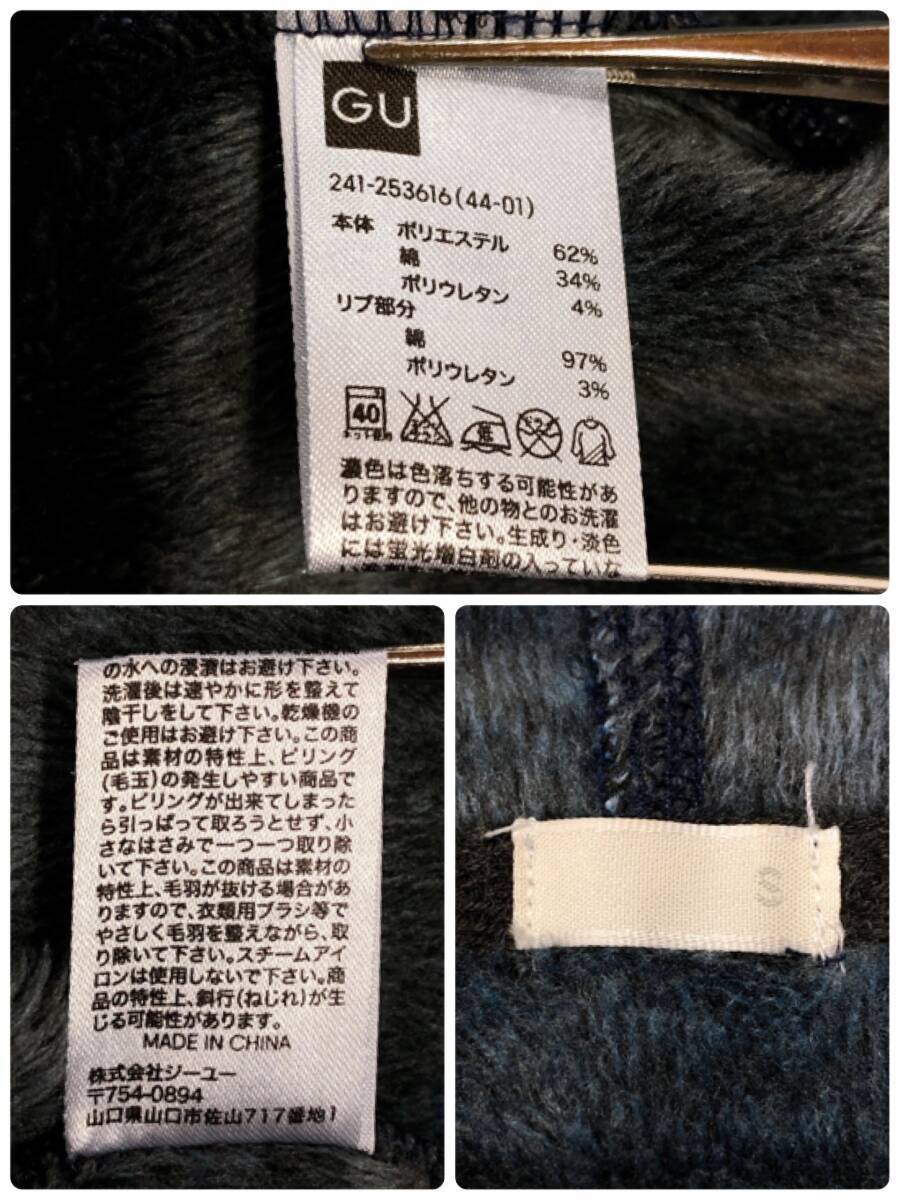 GU
241-253616(44-01)
本体 ポリエステル 62%
綿 34%
ポリウレタン 4%
リブ部分
綿 97%
ポリウレタン 3%
40
ネット使用
低
濃色は色落ちする可能性があ
りますので、他の物とのお洗濯
はお避け下さい。生成り・淡色
には蛍光増白剤の入っていな
の水への浸漬はお避け下さい。
洗濯後は速やかに形を整えて
陰干しをして下さい。乾燥機の
ご使用はお避け下さい。この商
品は素材の特性上、ピリング
(毛玉)の発生しやすい商品で
す。ピリングが出来てしまった
ら引っぱって取ろうとせず、小
さなはさみで一つ一つ取り除
いて下さい。この商品は素材の
特性上、毛羽が抜ける場合があ
りますので、衣類用ブラシ等で
やさしく毛羽を整えながら、取
り除いて下さい。スチームアイ
ロンは使用しないで下さい。商
品の特性上、斜行(ねじれ)が生
じる可能性があります。
MADE IN CHINA
株式会社ジーユー
〒754-0894
山口県山口市佐山717番地1